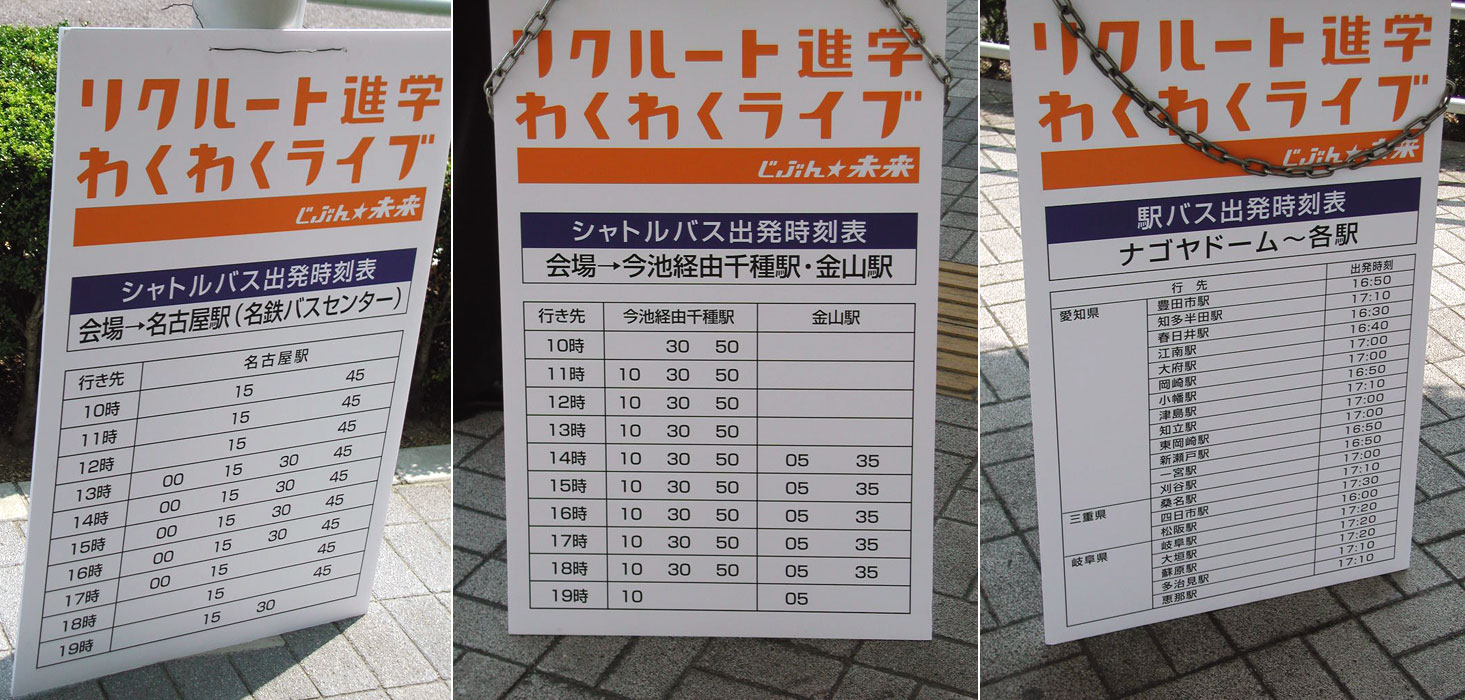 リクルート進学
わくわくライブ
じぶん★未来
シャトルバス出発時刻表
会場→名古屋駅(名鉄バスセンター)
行き先 名古屋駅
10時 15 45
11時 15 45
12時 15 45
13時 00 15 30 45
14時 00 15 30 45
15時 00 15 30 45
16時 00 15 30 45
17時 00 15 45
18時 15 45
19時 15 30
リクルート進学
わくわくライブ
じぶん★未来
シャトルバス出発時刻表
会場→今池経由千種駅・金山駅
行き先 今池経由千種駅 金山駅
10時 30 50
11時 10 30 50
12時 10 30 50
13時 10 30 50
14時 10 30 50 05 35
15時 10 30 50 05 35
16時 10 30 50 05 35
17時 10 30 50 05 35
18時 10 30 50 05 35
19時 10 05
リクルート進学
わくわくライブ
じぶん★未来
駅バス出発時刻表
ナゴヤドーム〜各駅
行先 出発時刻
愛知県 豊田市駅 16:50
知多半田駅 17:10
春日井駅 16:30
江南駅 16:40
大府駅 17:00
岡崎駅 17:00
小幡駅 16:50
津島駅 17:10
知立駅 17:00
東岡崎駅 17:00
新瀬戸駅 16:50
一宮駅 16:50
刈谷駅 17:00
三重県 桑名駅 17:10
四日市駅 17:30
松阪駅 16:00
岐阜県 岐阜駅 17:20
大垣駅 17:20
蘇原駅 17:20
多治見駅 17:10
恵那駅 17:10